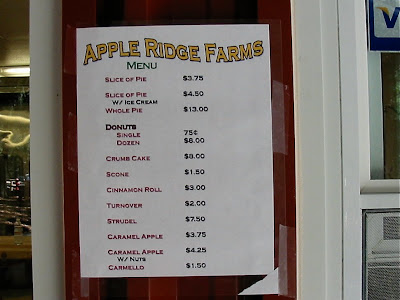 APPLE RIDGE FARMS
MENU
SLICE OF PIE $3.75
SLICE OF PIE $4.50
W/ ICE CREAM
WHOLE PIE $13.00
DONUTS
SINGLE 75¢
DOZEN $8.00
CRUMB CAKE $8.00
SCONE $1.50
CINNAMON ROLL $3.00
TURNOVER $2.00
STRUDEL $7.50
CARAMEL APPLE $3.75
CARAMEL APPLE $4.25
W/ NUTS
CARMELLO $1.50
V